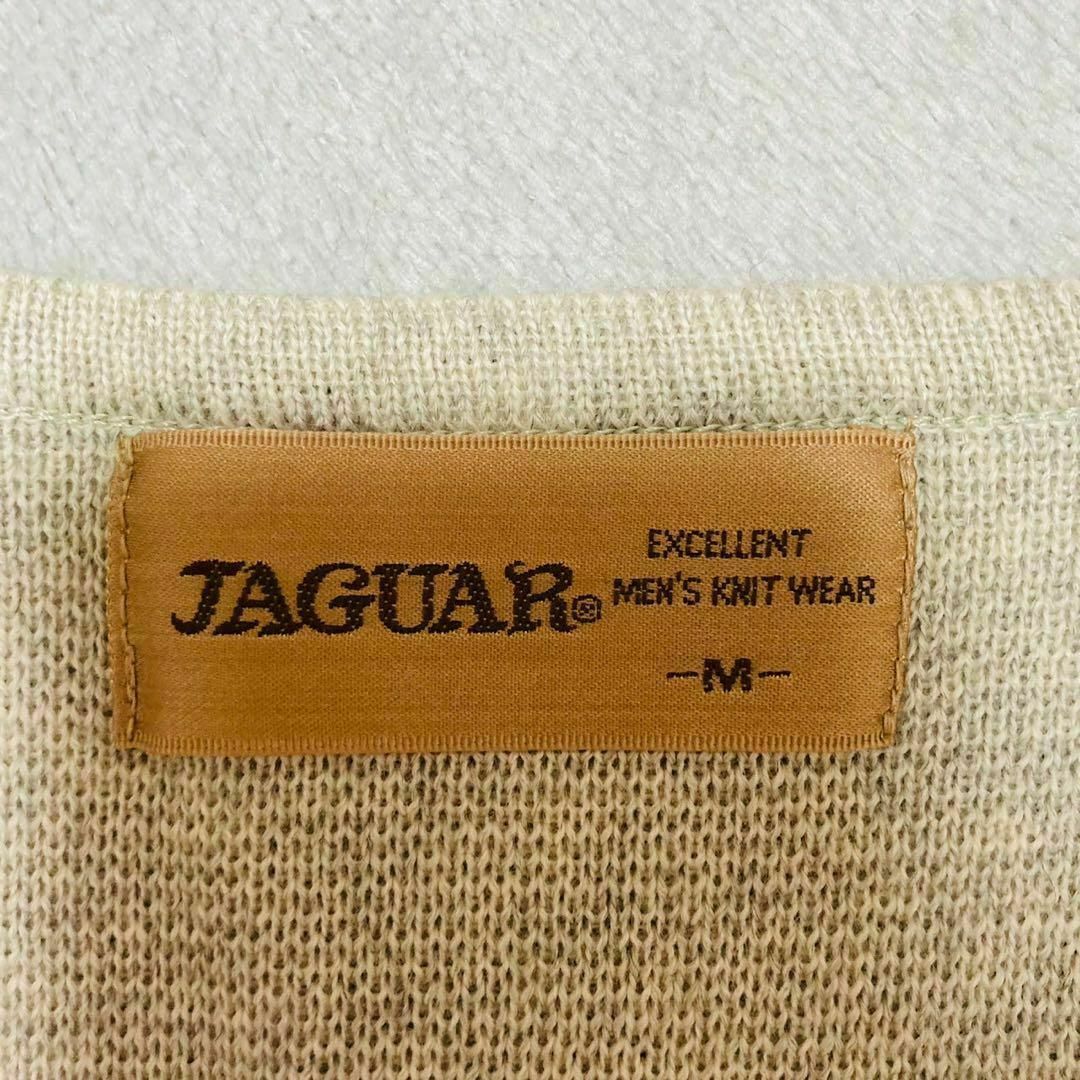 JAGUAR®
EXCELLENT
MEN'S KNIT WEAR
-M-